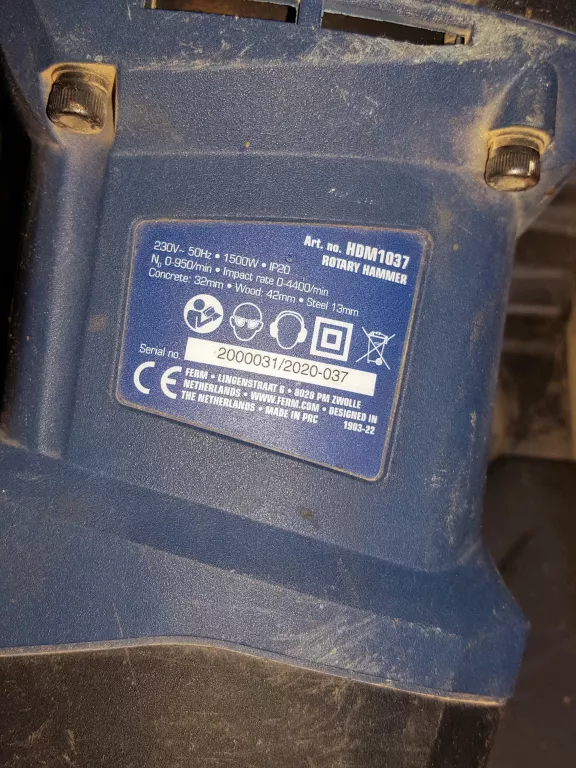 Art. no. HDM1037
ROTARY HAMMER
230V~ 50Hz • 1500W • IP20
N₀ 0-950/min • Impact rate 0-4400/min
Concrete: 32mm • Wood: 42mm • Steel 13mm
Serial no. 2000031/2020-037
CE FERM • LINGENSTRAAT 6 • 8028 PM ZWOLLE
NETHERLANDS • WWW.FERM.COM • DESIGNED IN
THE NETHERLANDS • MADE IN PRC 1903-22